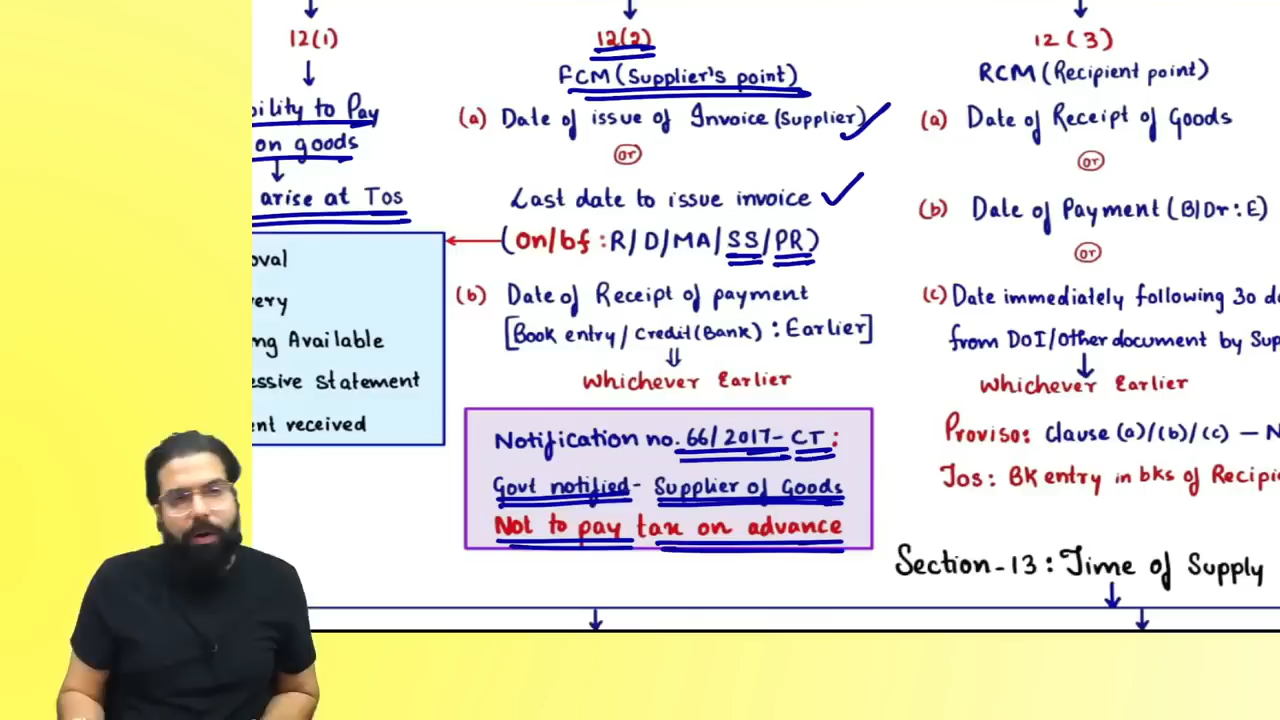 12(1)
bility to Pay
on goods
arise at Tos
oval
very
ng Available
essive Statement
ent received
12(2)
FCM (Supplier's point)
(a) Date of issue of Invoice (Supplier)
or
Last date to issue invoice
(on/bf : R/D/MA/SS/PR)
(b) Date of Receipt of payment
[Book entry / Credit (Bank) : Earlier]
Whichever Earlier
Notification no. 66/2017- CT :
Govt notified- Supplier of Goods
Not to pay tax on advance
12(3)
RCM (Recipient point)
(a) Date of Receipt of Goods
or
(b) Date of Payment (B/Dr : E)
or
(c) Date immediately following 30 d
from DoI/Other document by Sup
Whichever Earlier
Proviso: Clause (a)/(b)/(c) – N
Tos: BK entry in bks of Recipi
Section-13 : Time of Supply